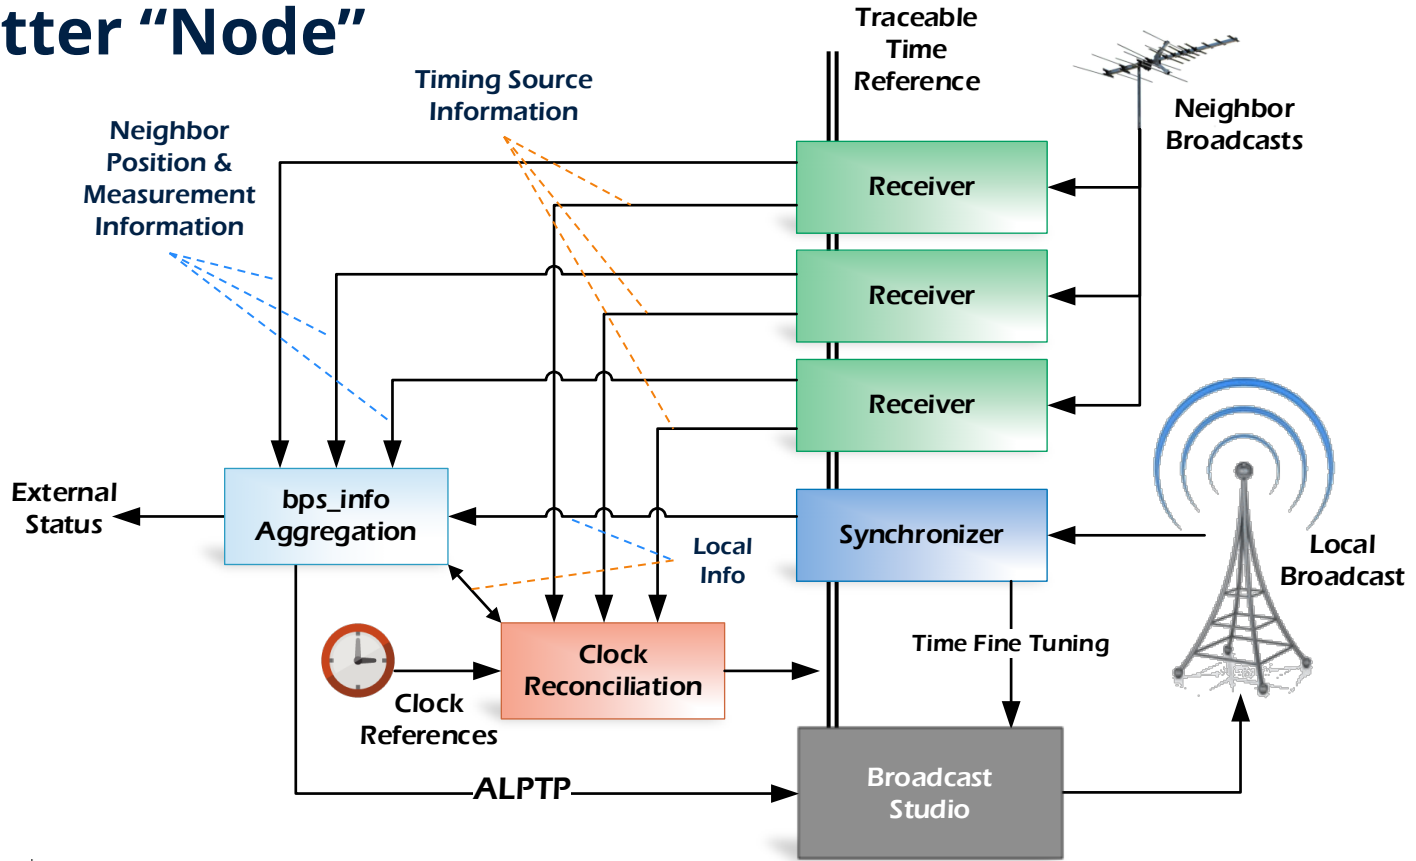 tter “Node”
Traceable
Time
Reference
Timing Source
Information
Neighbor
Broadcasts
Neighbor
Position &
Measurement
Information
Receiver
Receiver
Receiver
External
Status
bps_info
Aggregation
Synchronizer
Local
Info
Local
Broadcast
Time Fine Tuning
Clock
Reconciliation
Clock
References
ALPTP
Broadcast
Studio